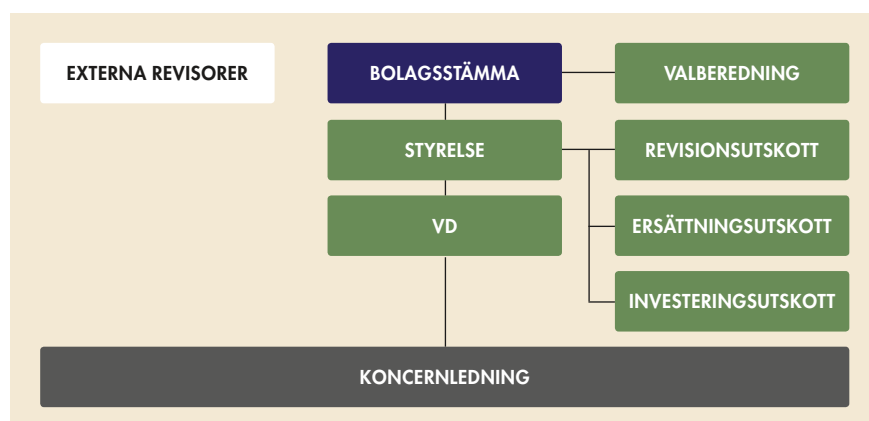 EXTERNA REVISORER
BOLAGSSTÄMMA
VALBEREDNING
STYRELSE
REVISIONSUTSKOTT
VD
ERSÄTTNINGSUTSKOTT
INVESTERINGSUTSKOTT
KONCERNLEDNING